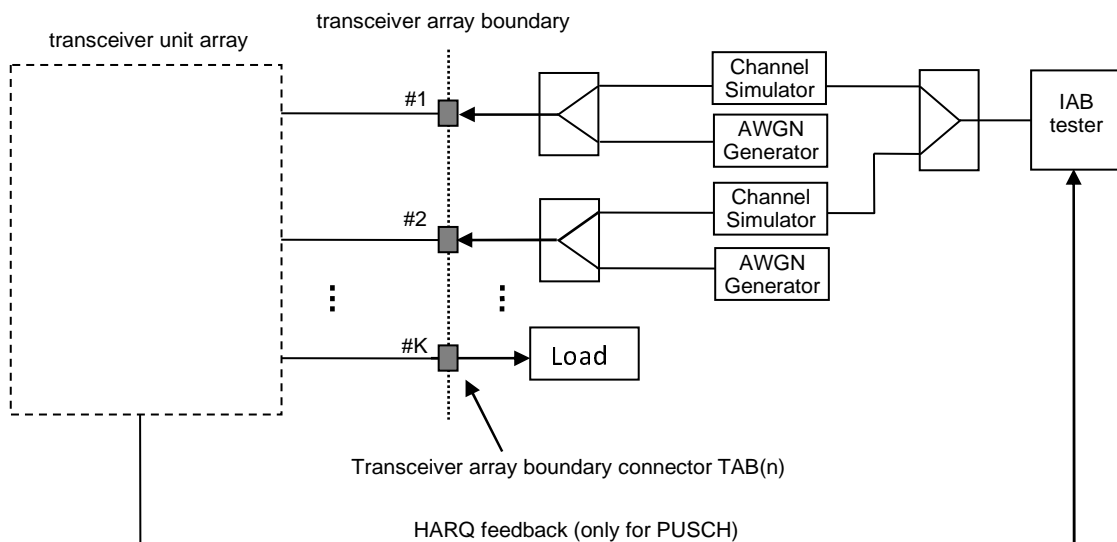 transceiver array boundary
transceiver unit array
#1
Channel
Simulator
AWGN
Generator
IAB
tester
#2
Channel
Simulator
AWGN
Generator
#K
Load
Transceiver array boundary connector TAB(n)
HARQ feedback (only for PUSCH)